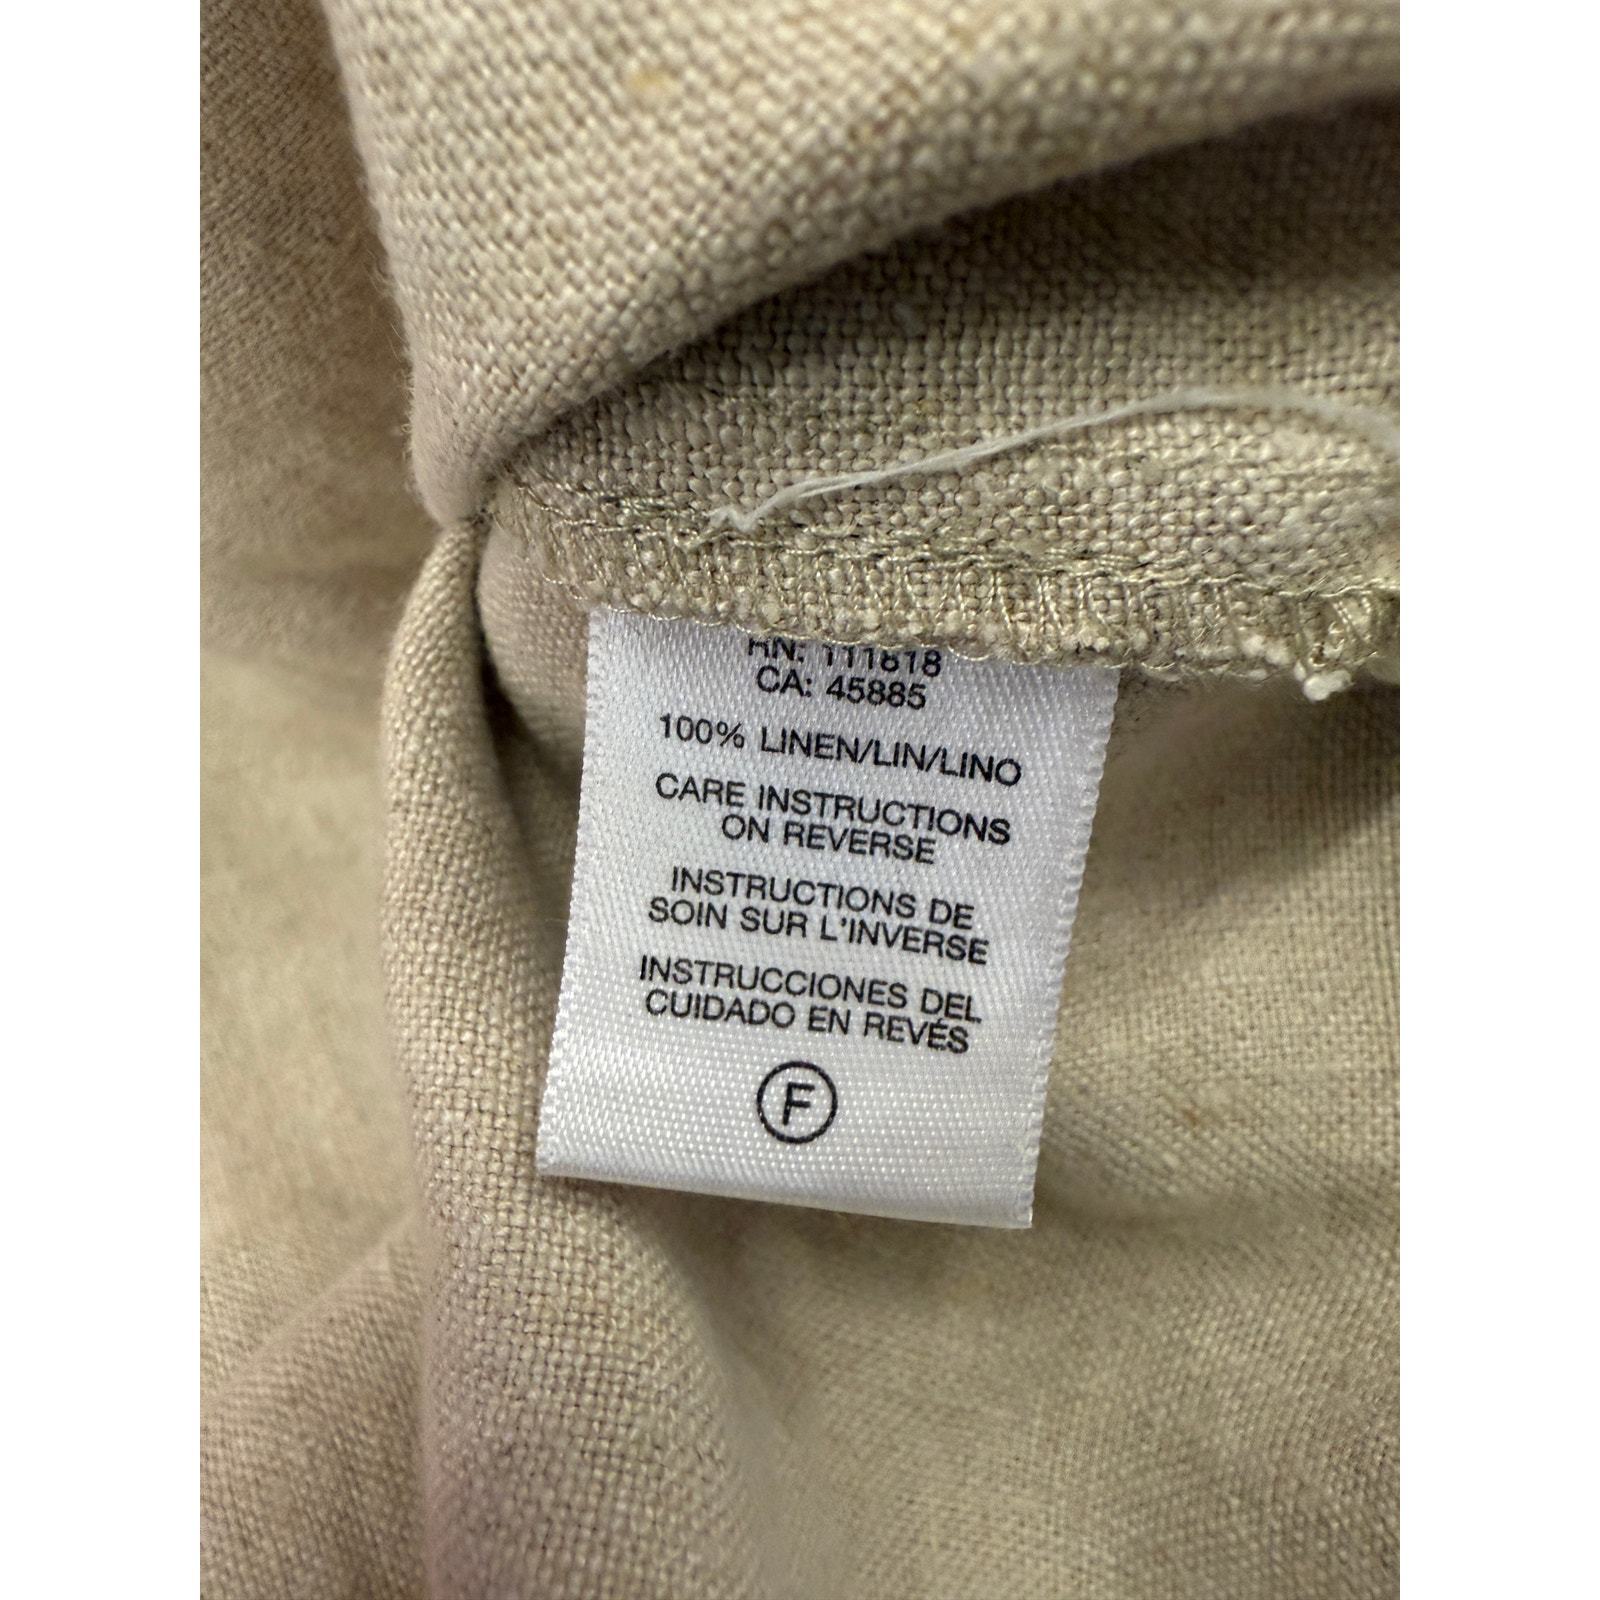 RN: 111818
CA: 45885
100% LINEN/LIN/LINO
CARE INSTRUCTIONS
ON REVERSE
INSTRUCTIONS DE
SOIN SUR L'INVERSE
INSTRUCCIONES DEL
CUIDADO EN REVÉS
F